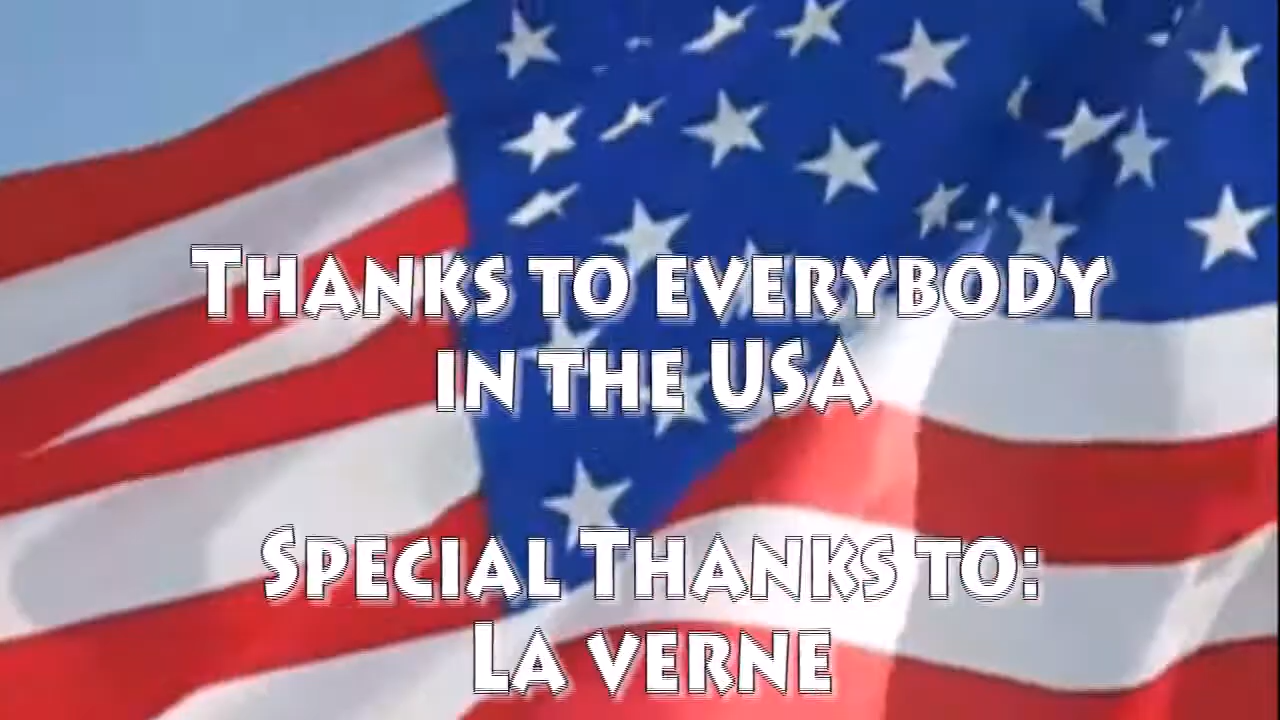 Thanks to everybody
in the USA
Special Thanks to:
La verne